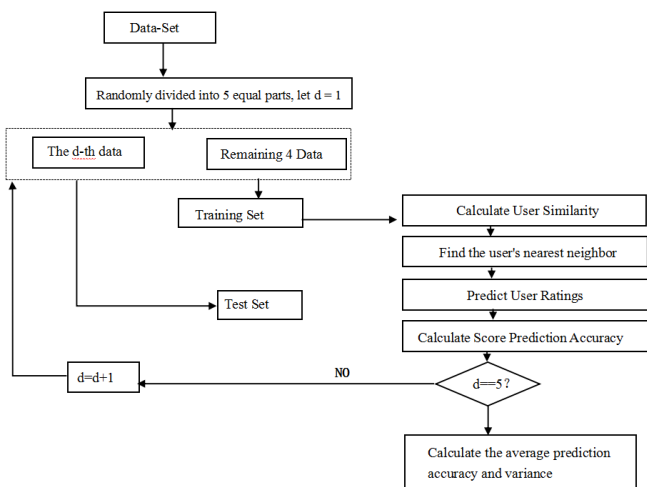 Data-Set
Randomly divided into 5 equal parts, let d = 1
The d-th data
Remaining 4 Data
Training Set
Calculate User Similarity
Find the user's nearest neighbor
Predict User Ratings
Test Set
Calculate Score Prediction Accuracy
NO
d=d+1
d==5？
Calculate the average prediction
accuracy and variance